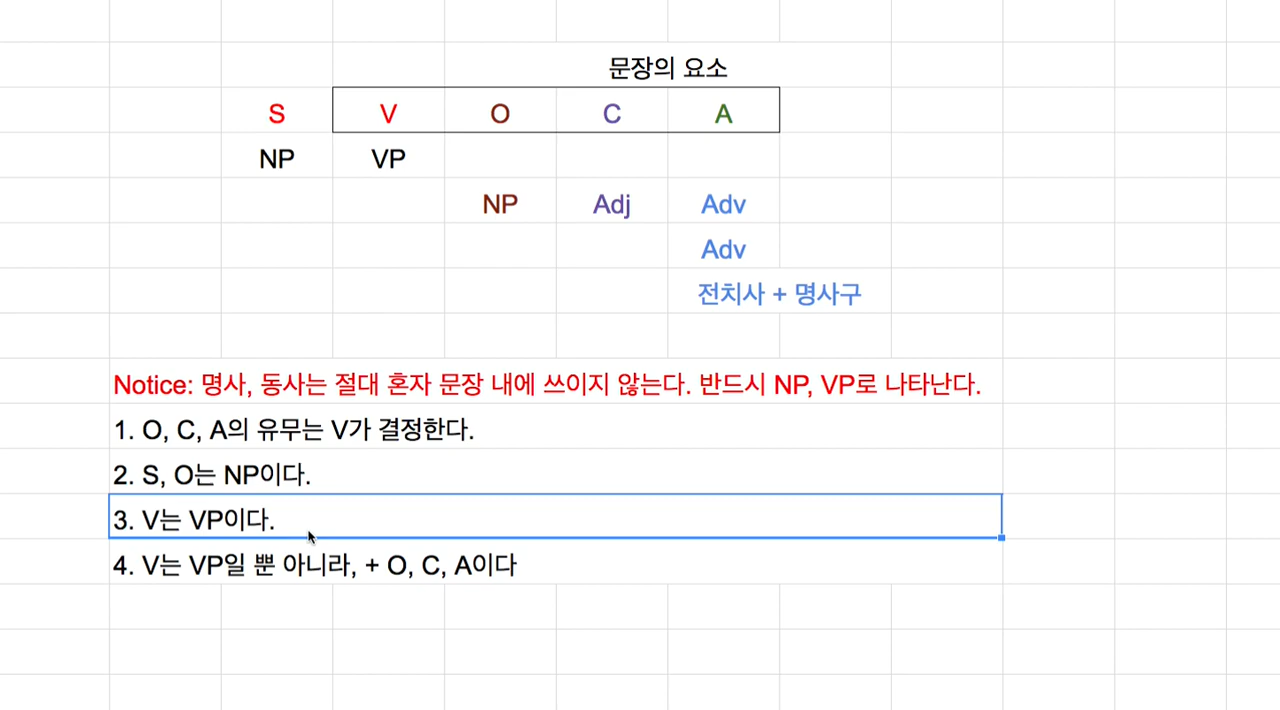 문장의 요소
S V O C A
NP VP
NP Adj Adv
Adv
전치사 + 명사구
Notice: 명사, 동사는 절대 혼자 문장 내에 쓰이지 않는다. 반드시 NP, VP로 나타난다.
1. O, C, A의 유무는 V가 결정한다.
2. S, O는 NP이다.
3. V는 VP이다.
4. V는 VP일 뿐 아니라, + O, C, A이다